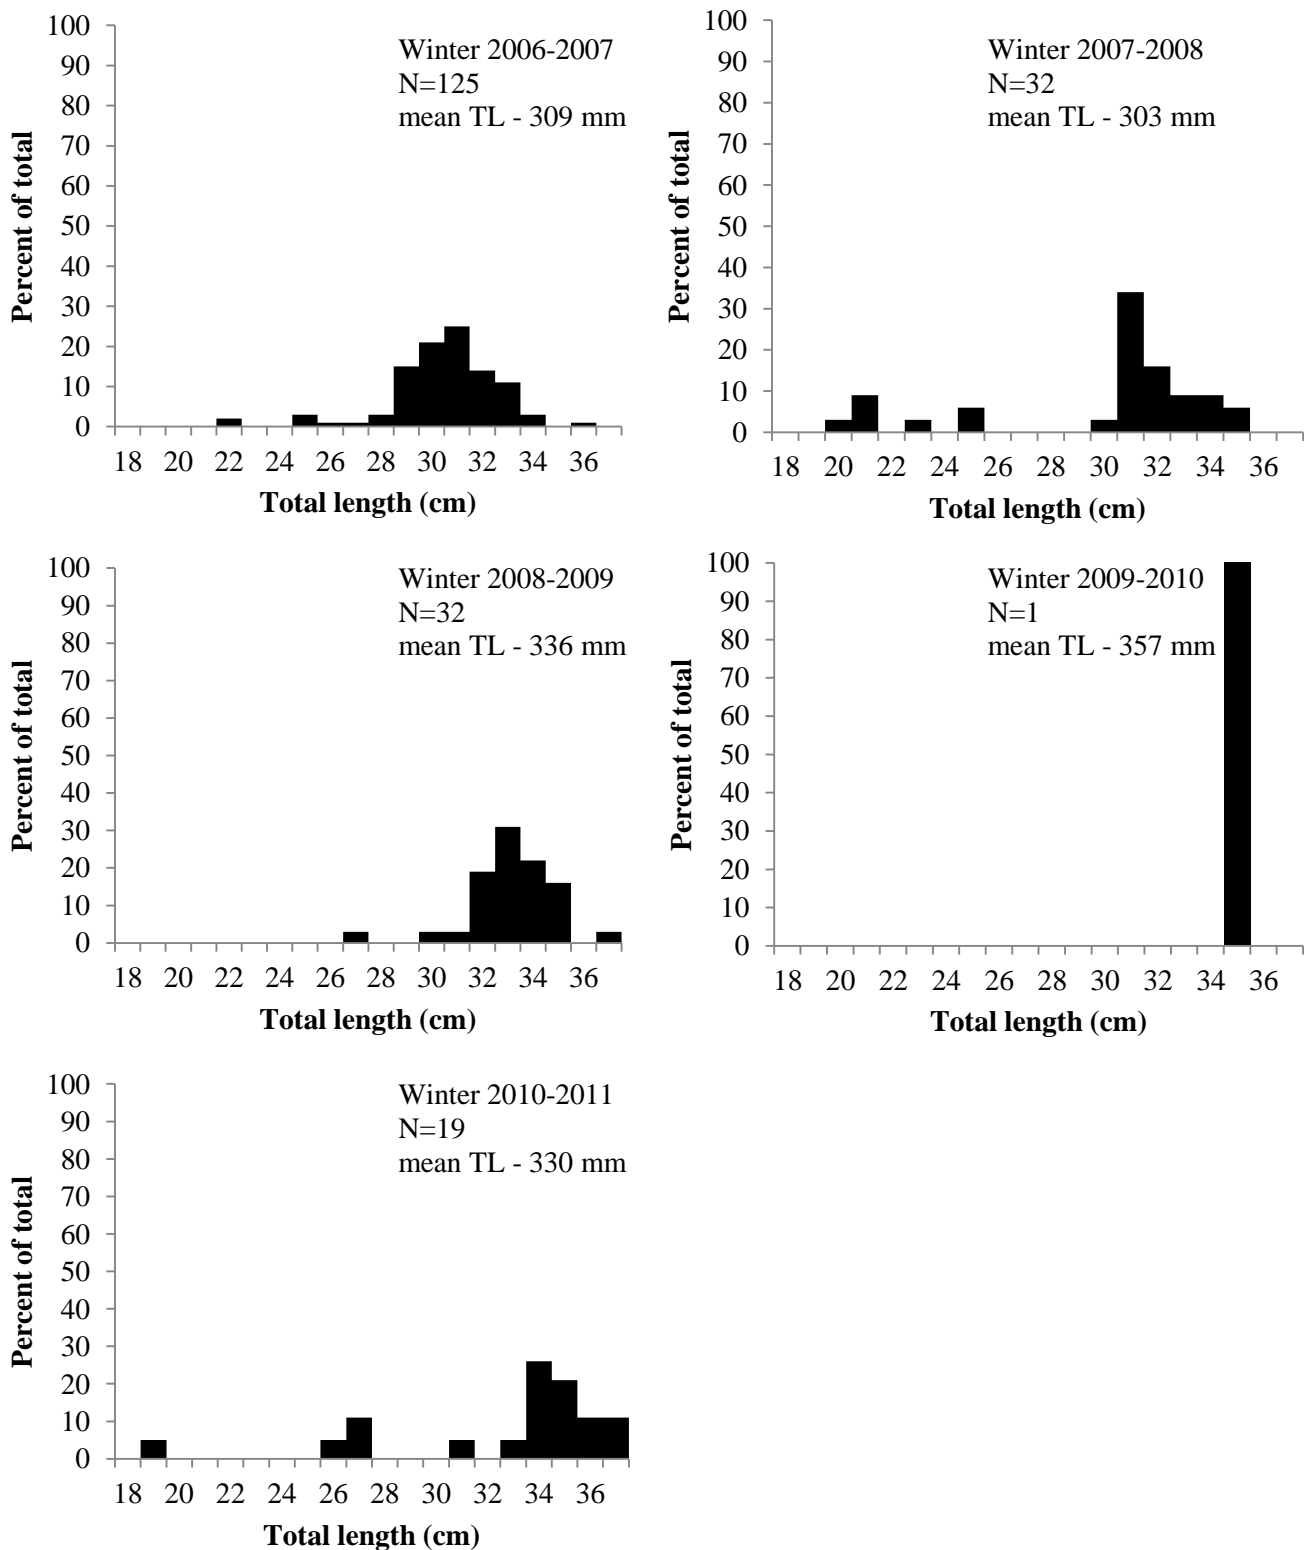 Winter 2006-2007
N=125
mean TL - 309 mm
Percent of total
100
90
80
70
60
50
40
30
20
10
0
18 20 22 24 26 28 30 32 34 36
Total length (cm)
Winter 2007-2008
N=32
mean TL - 303 mm
Percent of total
100
90
80
70
60
50
40
30
20
10
0
18 20 22 24 26 28 30 32 34 36
Total length (cm)
Winter 2008-2009
N=32
mean TL - 336 mm
Percent of total
100
90
80
70
60
50
40
30
20
10
0
18 20 22 24 26 28 30 32 34 36
Total length (cm)
Winter 2009-2010
N=1
mean TL - 357 mm
Percent of total
100
90
80
70
60
50
40
30
20
10
0
18 20 22 24 26 28 30 32 34 36
Total length (cm)
Winter 2010-2011
N=19
mean TL - 330 mm
Percent of total
100
90
80
70
60
50
40
30
20
10
0
18 20 22 24 26 28 30 32 34 36
Total length (cm)